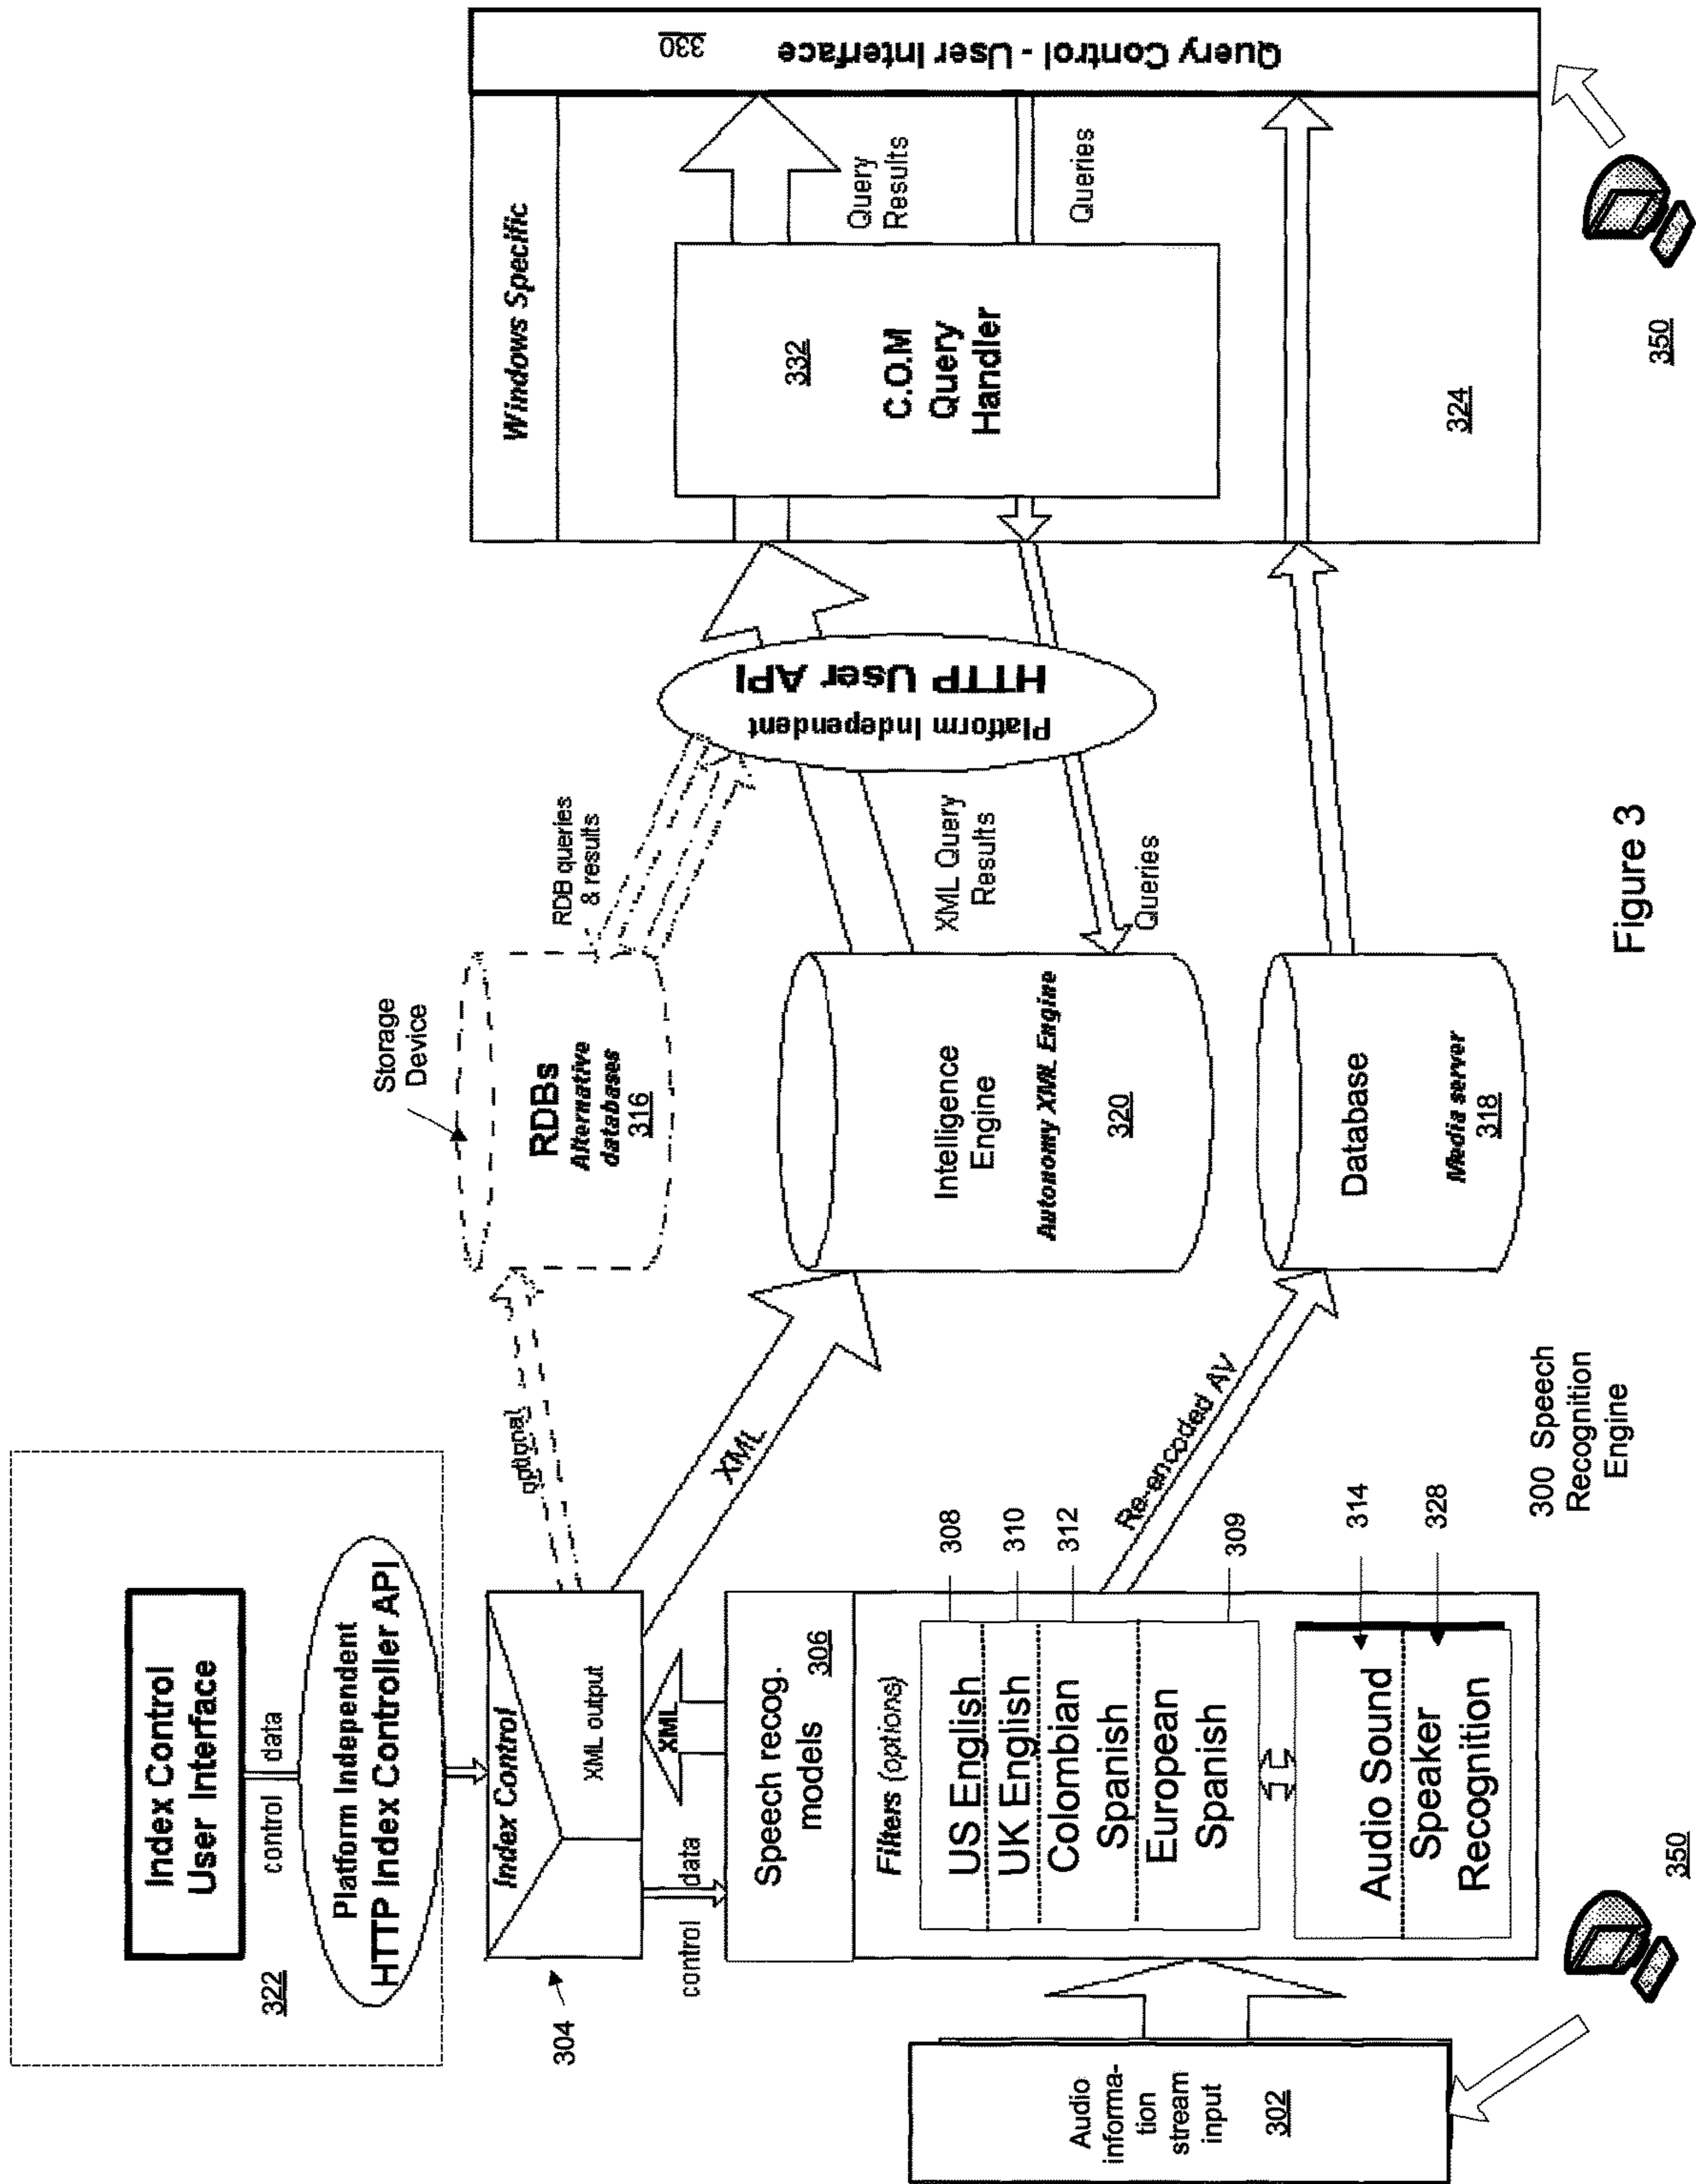 Index Control
User Interface
322
control
data
Platform Independent
HTTP Index Controller API
304
Index Control
XML output
optional
XML
control
data
XML
Speech recog.
models
306
Filters (options)
US English
UK English
Colombian
Spanish
European
Spanish
308
310
312
309
Audio Sound
Speaker
Recognition
314
328
Re-encoded AV
Audio
informa-
tion
stream
input
302
350
300 Speech
Recognition
Engine
Storage
Device
RDBs
Alternative
databases
316
RDB queries
& results
Intelligence
Engine
Autonomy XML Engine
320
XML Query
Results
Queries
Database
Media server
318
Platform Independent
HTTP User API
Windows Specific
332
C.O.M
Query
Handler
Query
Results
Queries
324
Query Control - User Interface
330
350
Figure 3